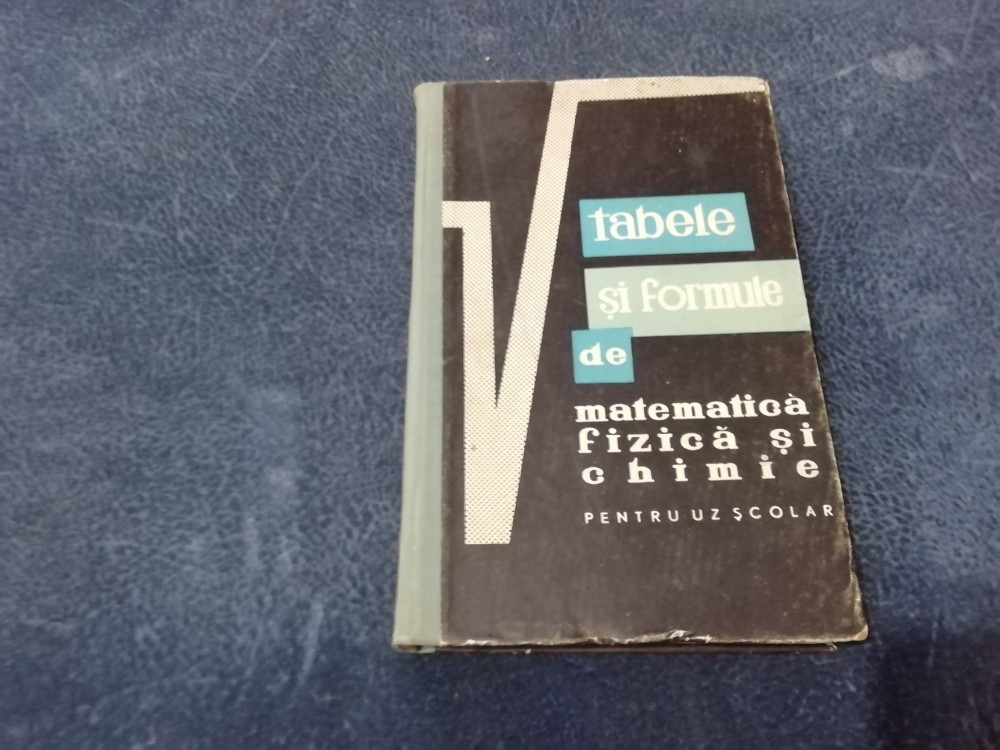 tabele
și formule
de
matematică
fizică și
chimie
PENTRU UZ ȘCOLAR